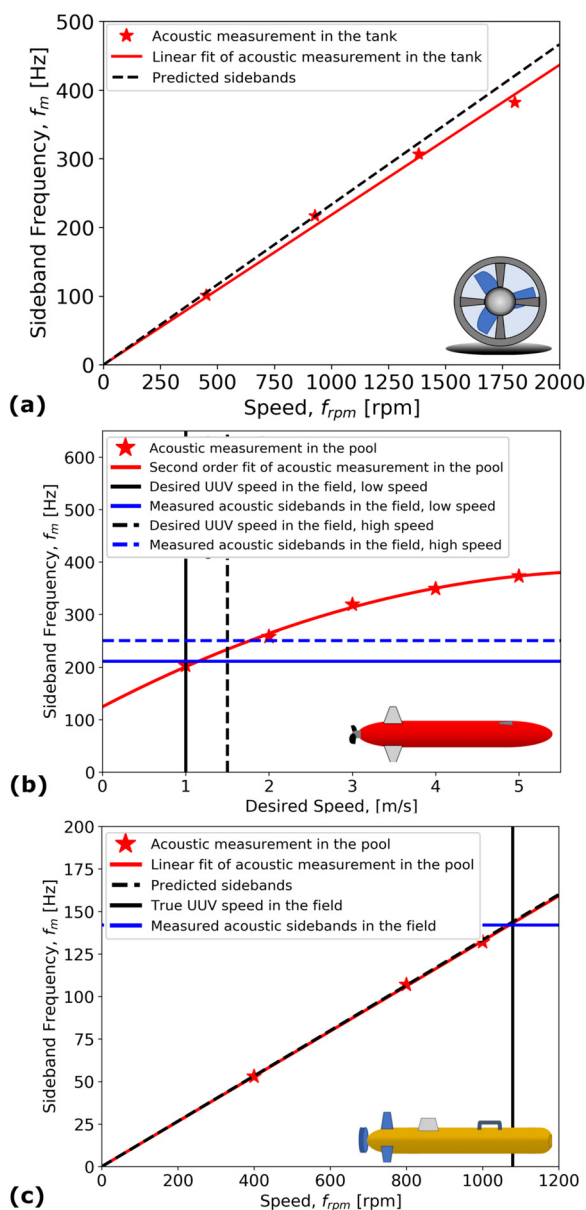 500
400
300
200
100
0
Sideband Frequency, f_m [Hz]
Acoustic measurement in the tank
Linear fit of acoustic measurement in the tank
Predicted sidebands
0 250 500 750 1000 1250 1500 1750 2000
Speed, f_rpm [rpm]
(a)
600
500
400
300
200
100
0
Sideband Frequency, f_m [Hz]
Acoustic measurement in the pool
Second order fit of acoustic measurement in the pool
Desired UUV speed in the field, low speed
Measured acoustic sidebands in the field, low speed
Desired UUV speed in the field, high speed
Measured acoustic sidebands in the field, high speed
0 1 2 3 4 5
Desired Speed, [m/s]
(b)
200
175
150
125
100
75
50
25
0
Sideband Frequency, f_m [Hz]
Acoustic measurement in the pool
Linear fit of acoustic measurement in the pool
Predicted sidebands
True UUV speed in the field
Measured acoustic sidebands in the field
0 200 400 600 800 1000 1200
Speed, f_rpm [rpm]
(c)